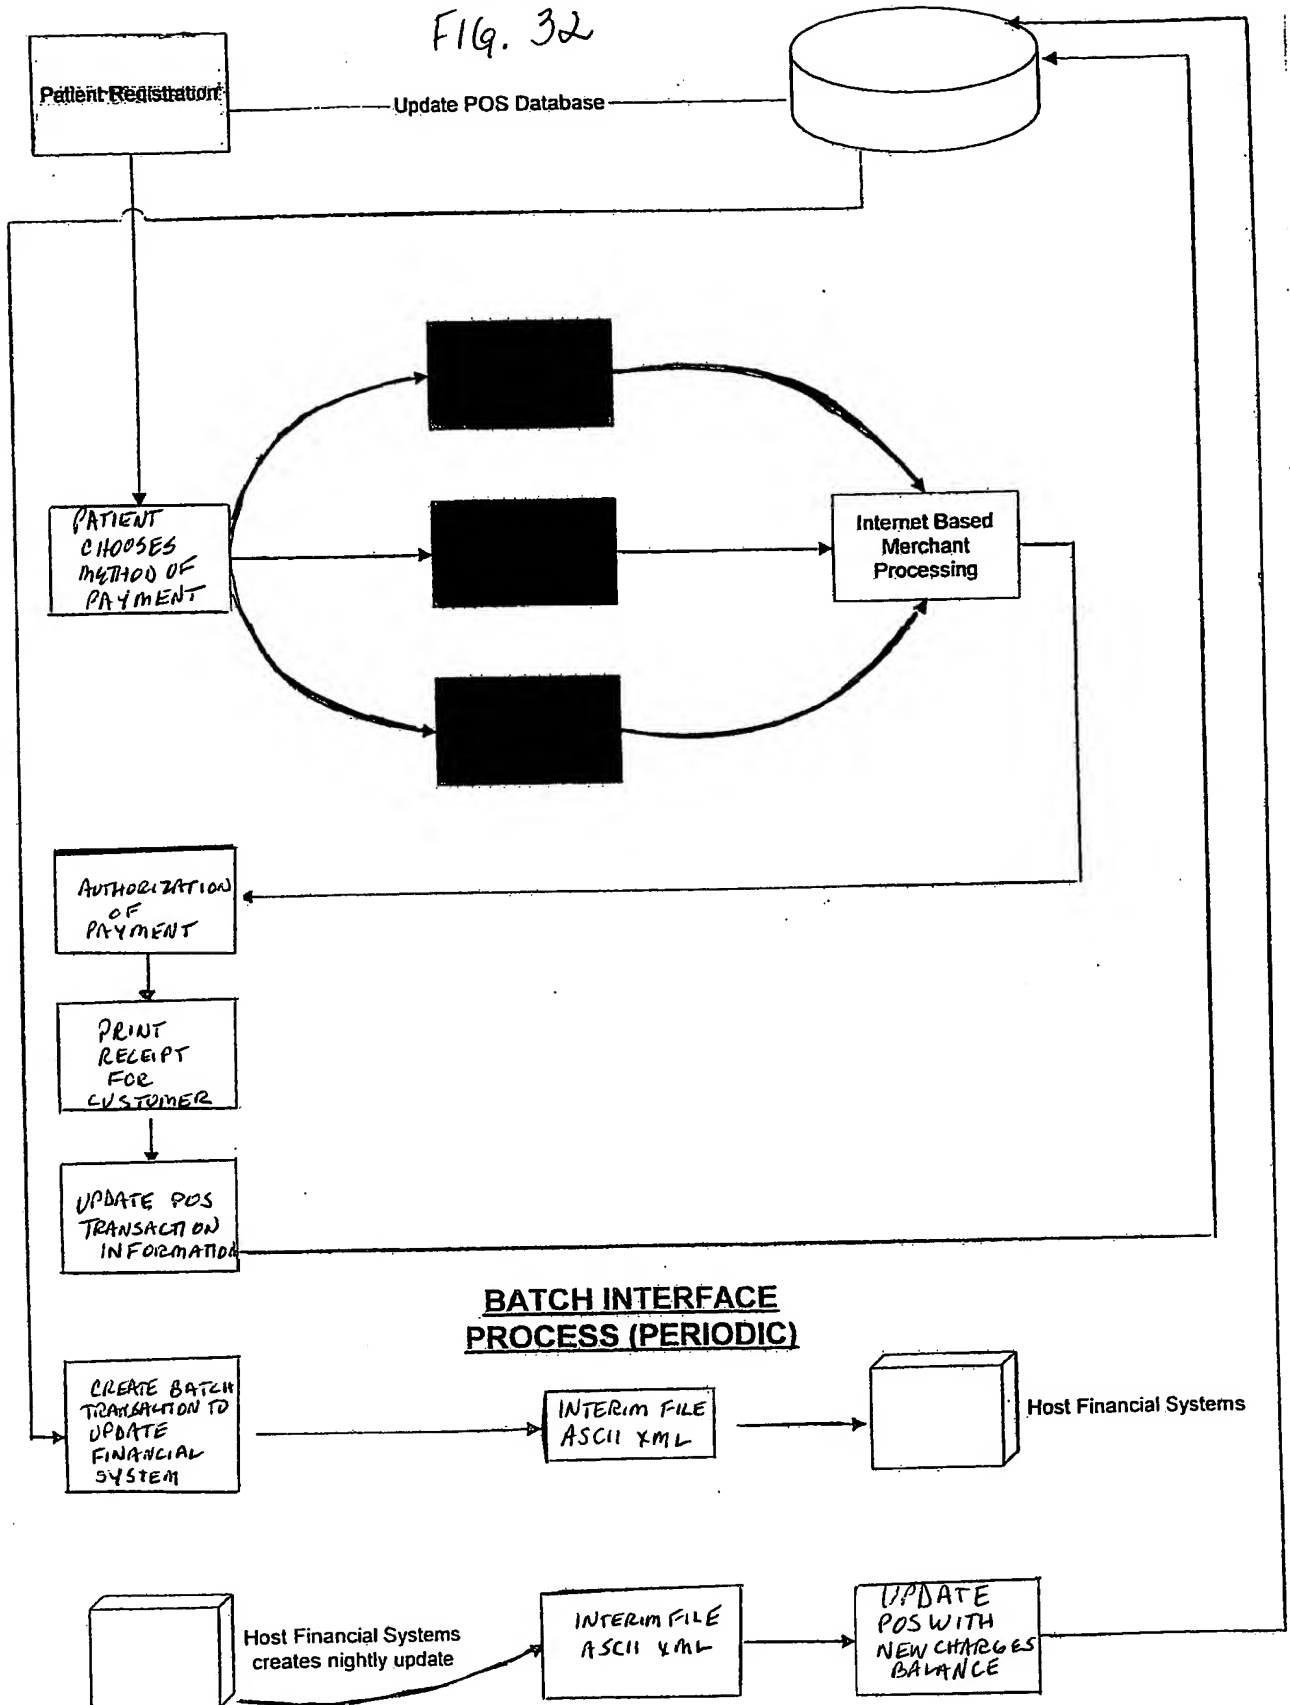 FIG. 32
Patient Registration
Update POS Database
PATIENT
CHOOSES
METHOD OF
PAYMENT
Internet Based
Merchant
Processing
AUTHORIZATION
OF
PAYMENT
PRINT
RECEIPT
FOR
CUSTOMER
UPDATE POS
TRANSACTION
INFORMATION
BATCH INTERFACE
PROCESS (PERIODIC)
CREATE BATCH
TRANSACTION TO
UPDATE
FINANCIAL
SYSTEM
INTERIM FILE
ASCII XML
Host Financial Systems
Host Financial Systems
creates nightly update
INTERIM FILE
ASCII XML
UPDATE
POS WITH
NEW CHARGES
BALANCE